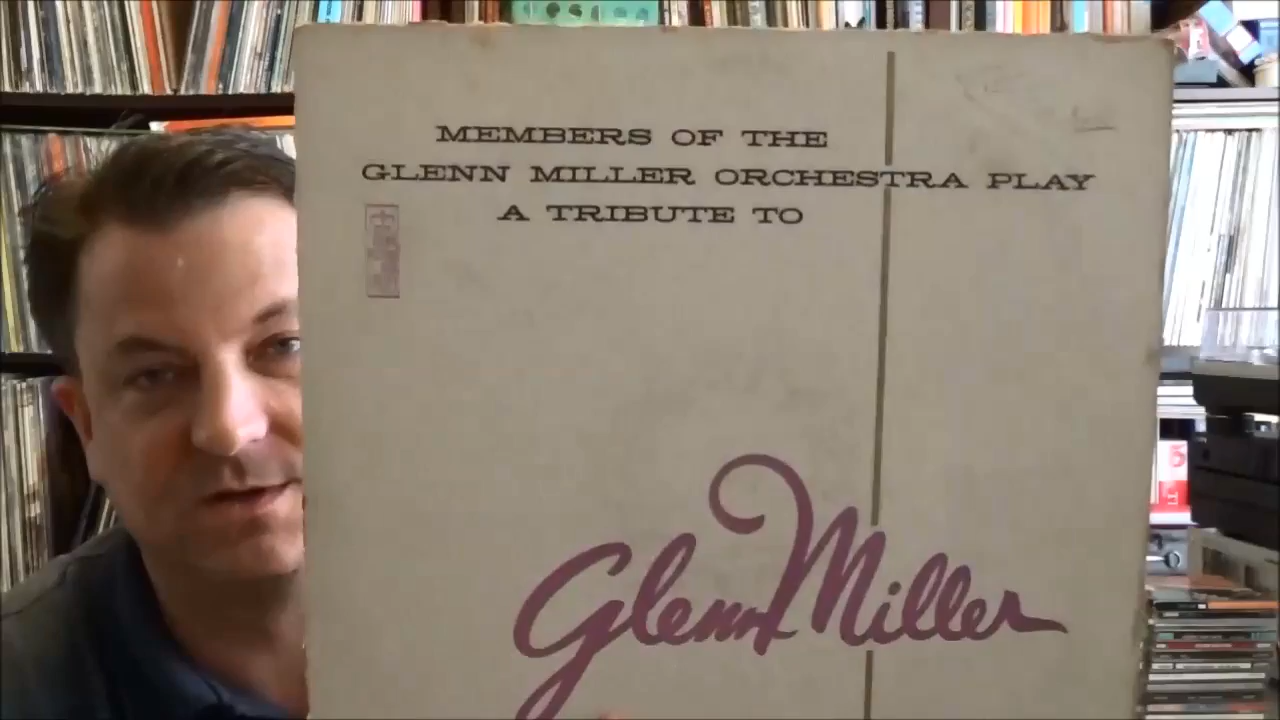 MEMBERS OF THE
GLENN MILLER ORCHESTRA PLAY
A TRIBUTE TO
Glenn Miller